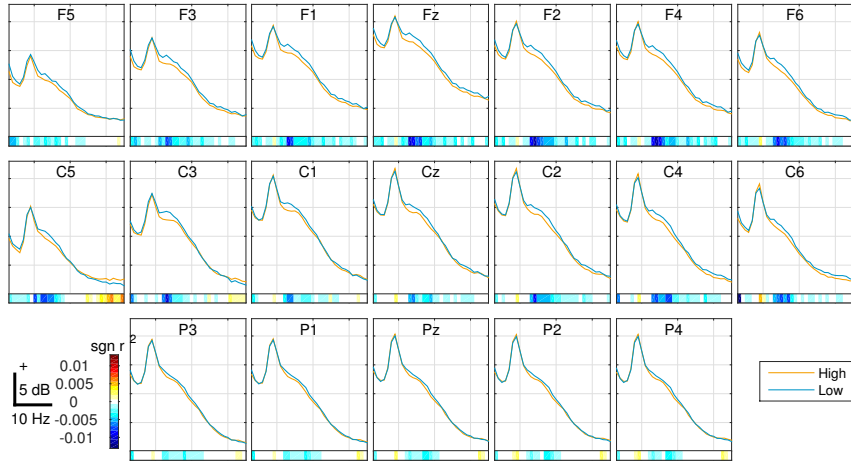 F5 F3 F1 Fz F2 F4 F6
C5 C3 C1 Cz C2 C4 C6
P3 P1 Pz P2 P4
2
sgn r
+
5 dB
10 Hz
0.01
0.005
0
-0.005
-0.01
High
Low